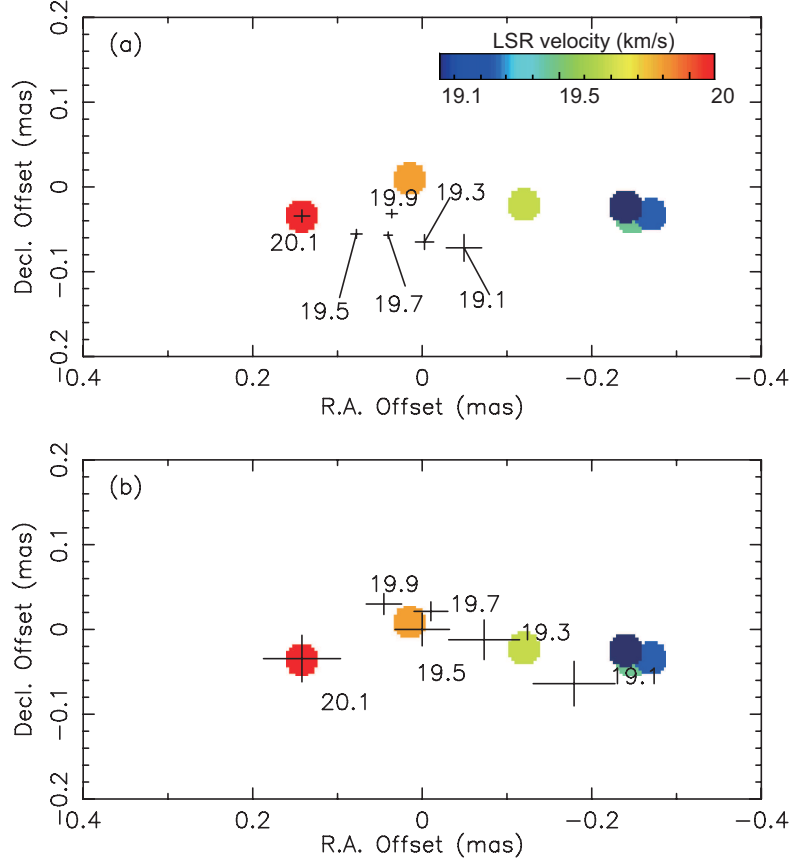 0.2
(a)
LSR velocity (km/s)
19.1 19.5 20
0.1
Decl. Offset (mas)
0
19.9
19.3
20.1
−0.1
19.5
19.7
19.1
−0.2
0.4 0.2 0 −0.2 −0.4
R.A. Offset (mas)
0.2
(b)
0.1
Decl. Offset (mas)
19.9
19.7
0
19.3
19.5
19.1
20.1
−0.1
−0.2
0.4 0.2 0 −0.2 −0.4
R.A. Offset (mas)